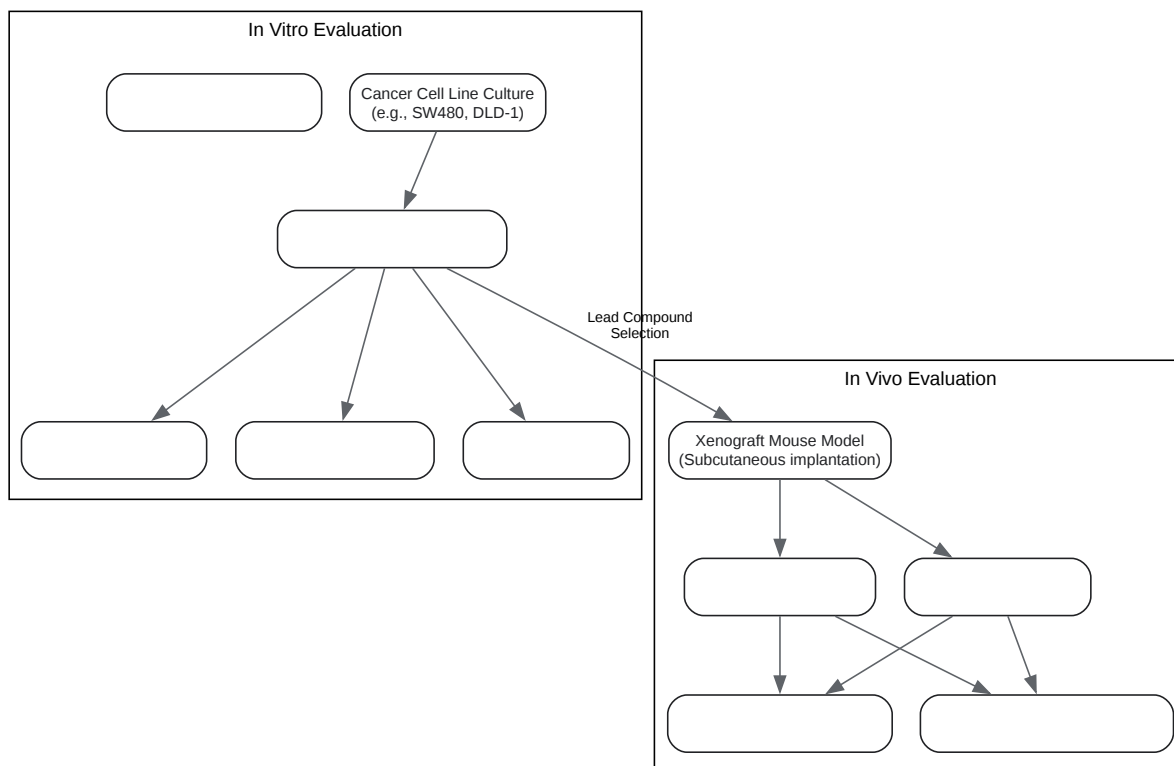 In Vitro Evaluation
Cancer Cell Line Culture
(e.g., SW480, DLD-1)
Lead Compound
Selection
In Vivo Evaluation
Xenograft Mouse Model
(Subcutaneous implantation)